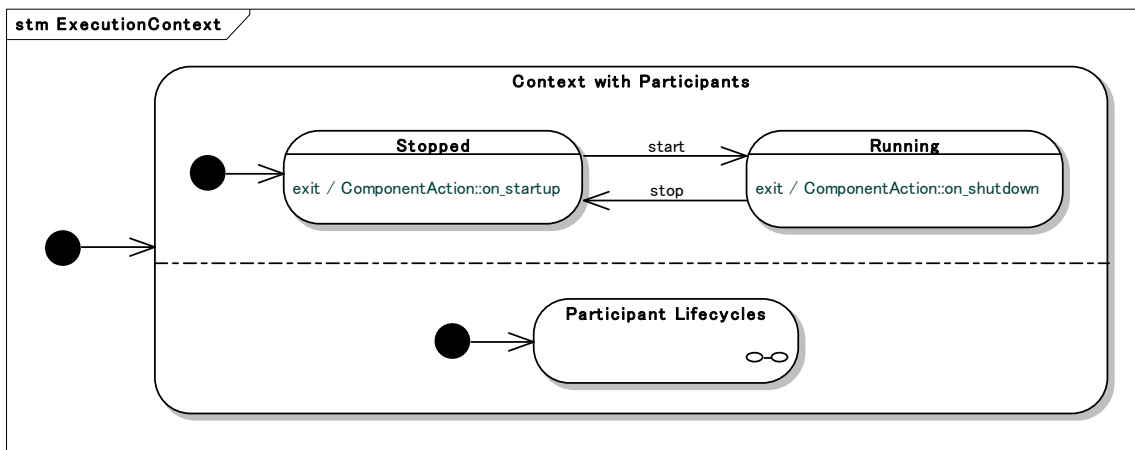 stm ExecutionContext
Context with Participants
Stopped
start
Running
exit / ComponentAction::on_startup
stop
exit / ComponentAction::on_shutdown
Participant Lifecycles